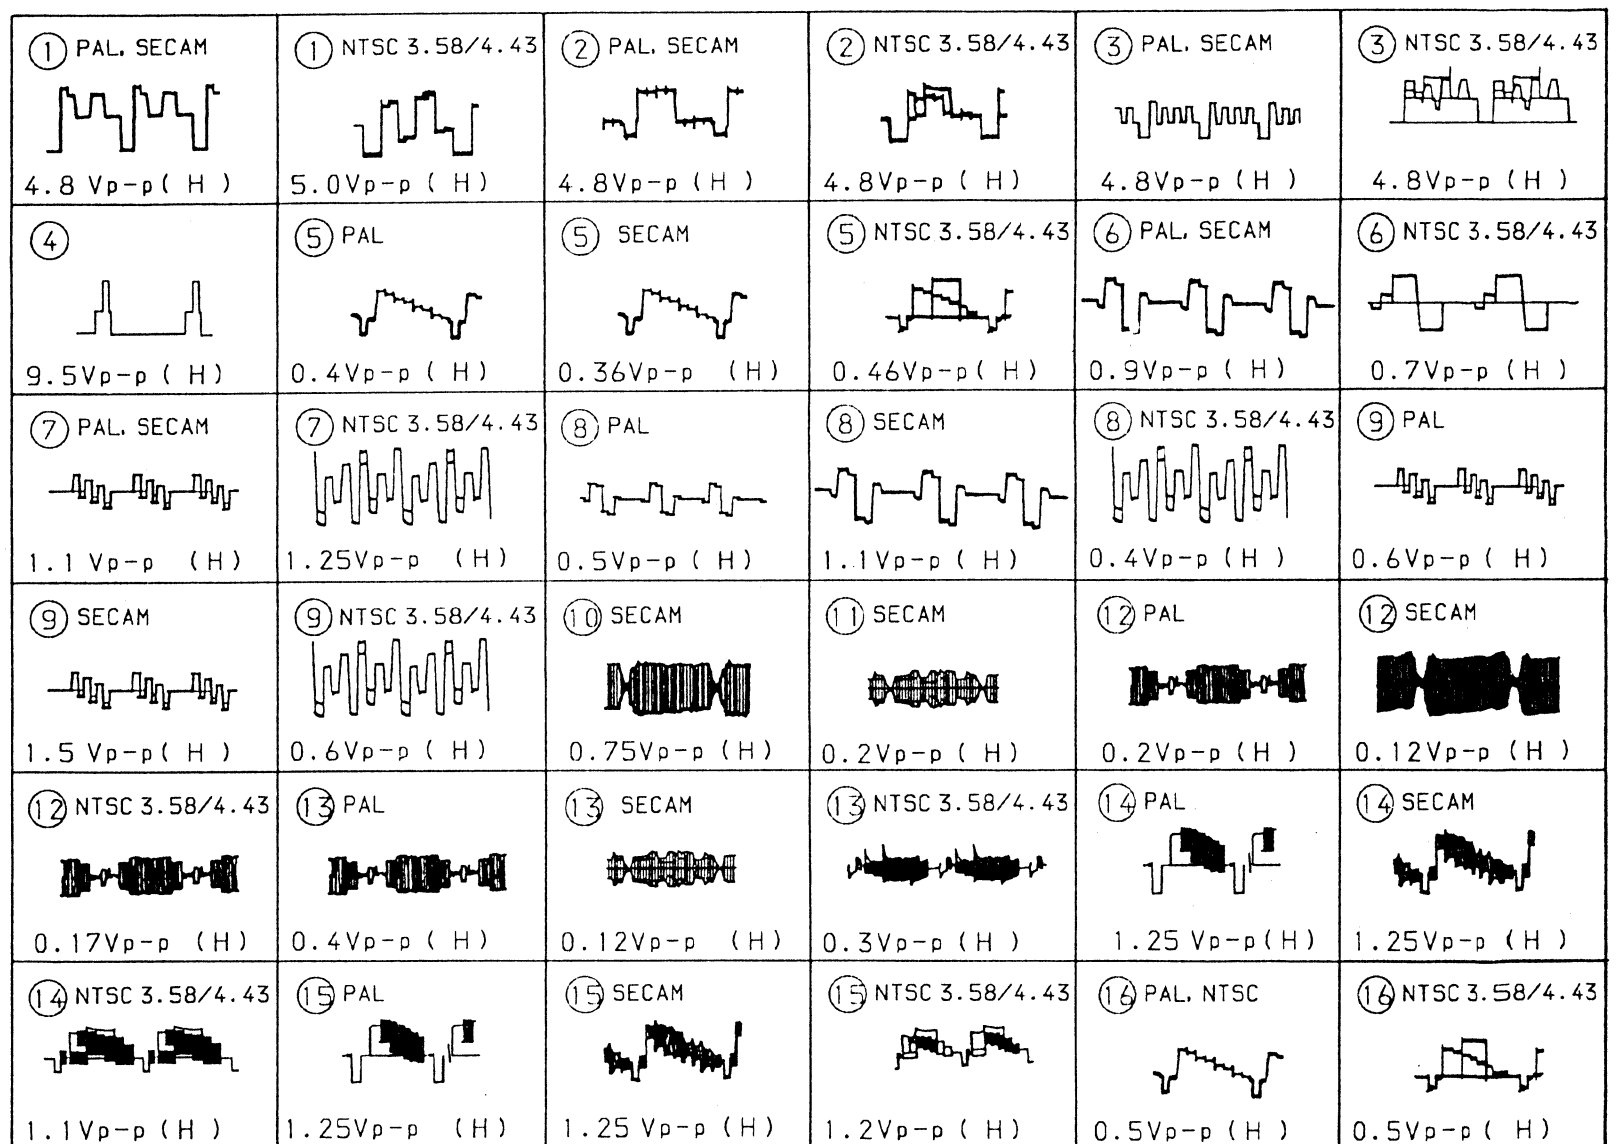 ① PAL. SECAM
4.8 Vp-p ( H )
① NTSC 3.58/4.43
5.0Vp-p ( H )
② PAL. SECAM
4.8Vp-p (H )
② NTSC 3.58/4.43
4.8Vp-p ( H )
③ PAL. SECAM
4.8Vp-p ( H )
③ NTSC 3.58/4.43
4.8Vp-p ( H )
④
9.5Vp-p ( H)
⑤ PAL
0.4Vp-p ( H)
⑤ SECAM
0.36Vp-p (H)
⑤ NTSC 3.58/4.43
0.46Vp-p( H)
⑥ PAL. SECAM
0.9Vp-p ( H)
⑥ NTSC 3.58/4.43
0.7Vp-p ( H)
⑦ PAL. SECAM
1.1 Vp-p (H)
⑦ NTSC 3.58/4.43
1.25Vp-p (H)
⑧ PAL
0.5Vp-p ( H)
⑧ SECAM
1.1Vp-p ( H)
⑧ NTSC 3.58/4.43
0.4Vp-p ( H)
⑨ PAL
0.6Vp-p ( H)
⑨ SECAM
1.5 Vp-p( H )
⑨ NTSC 3.58/4.43
0.6Vp-p ( H)
⑩ SECAM
0.75Vp-p ( H)
⑪ SECAM
0.2Vp-p ( H)
⑫ PAL
0.2Vp-p (H )
⑫ SECAM
0.12Vp-p (H )
⑫ NTSC 3.58/4.43
0.17Vp-p (H)
⑬ PAL
0.4Vp-p ( H)
⑬ SECAM
0.12Vp-p (H)
⑬ NTSC 3.58/4.43
0.3Vp-p (H )
⑭ PAL
1.25 Vp-p(H)
⑭ SECAM
1.25Vp-p ( H )
⑭ NTSC 3.58/4.43
1.1Vp-p (H )
⑮ PAL
1.25Vp-p (H)
⑮ SECAM
1.25 Vp-p (H)
⑮ NTSC 3.58/4.43
1.2Vp-p ( H)
⑯ PAL. NTSC
0.5Vp-p ( H)
⑯ NTSC 3.58/4.43
0.5Vp-p ( H)